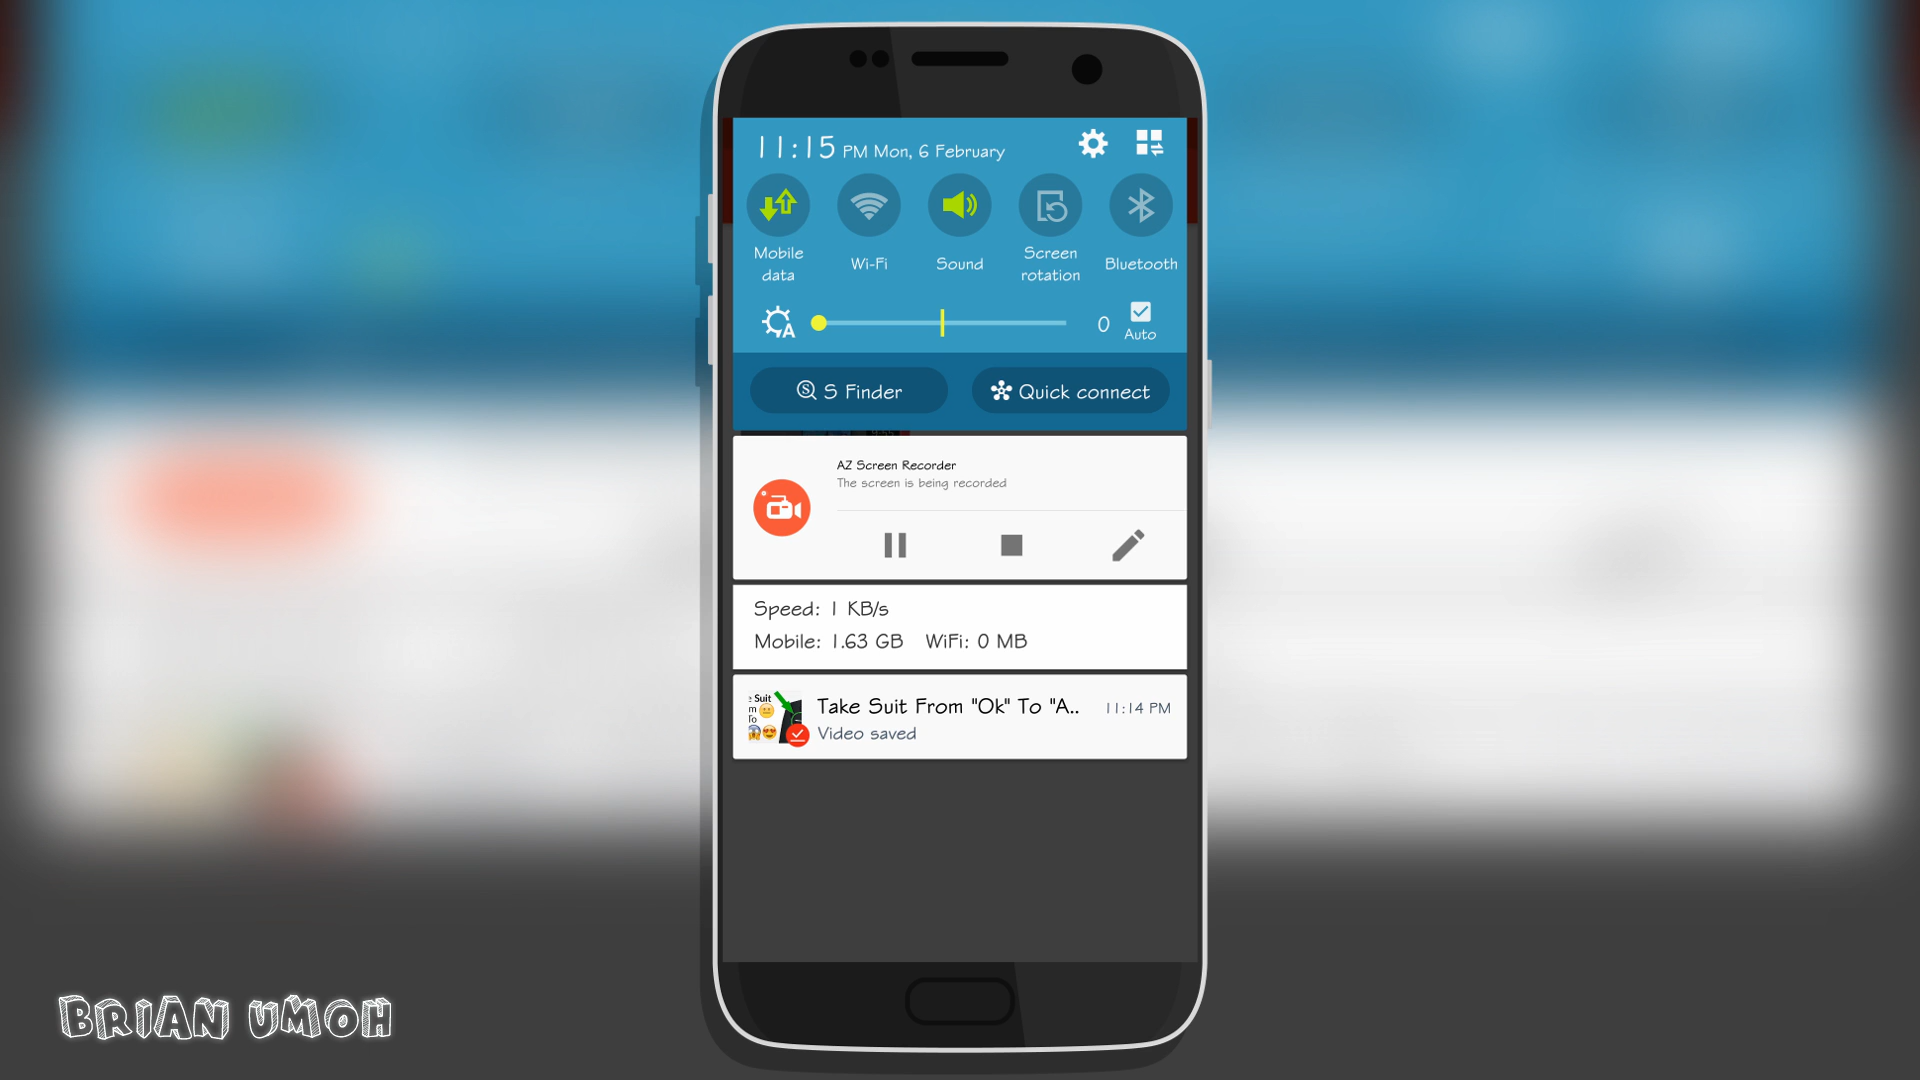 11:15 PM Mon, 6 February
Mobile data
Wi-Fi
Sound
Screen rotation
Bluetooth
A
0
Auto
S Finder
Quick connect
AZ Screen Recorder
The screen is being recorded
Speed: 1 KB/s
Mobile: 1.63 GB WiFi: 0 MB
Suit
To
Take Suit From "Ok" To "A..
11:14 PM
Video saved
BRIAN UMOH